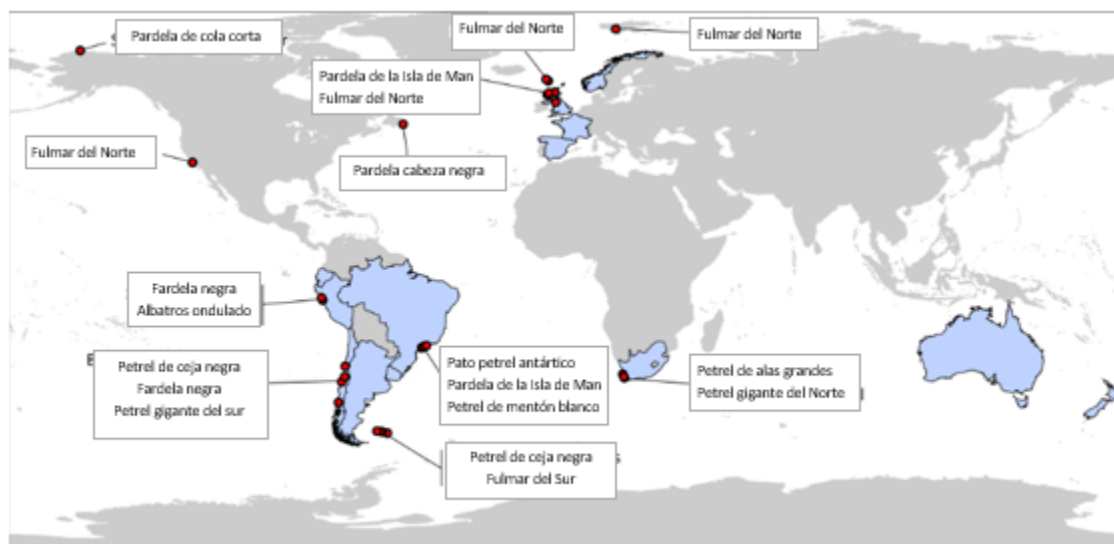 Pardela de cola corta
Fulmar del Norte
Fulmar del Norte
Pardela de la Isla de Man
Fulmar del Norte
Fulmar del Norte
Pardela cabeza negra
Fardela negra
Albatros ondulado
Petrel de ceja negra
Fardela negra
Petrel gigante del sur
Pato petrel antártico
Pardela de la Isla de Man
Petrel de mentón blanco
Petrel de alas grandes
Petrel gigante del Norte
Petrel de ceja negra
Fulmar del Sur